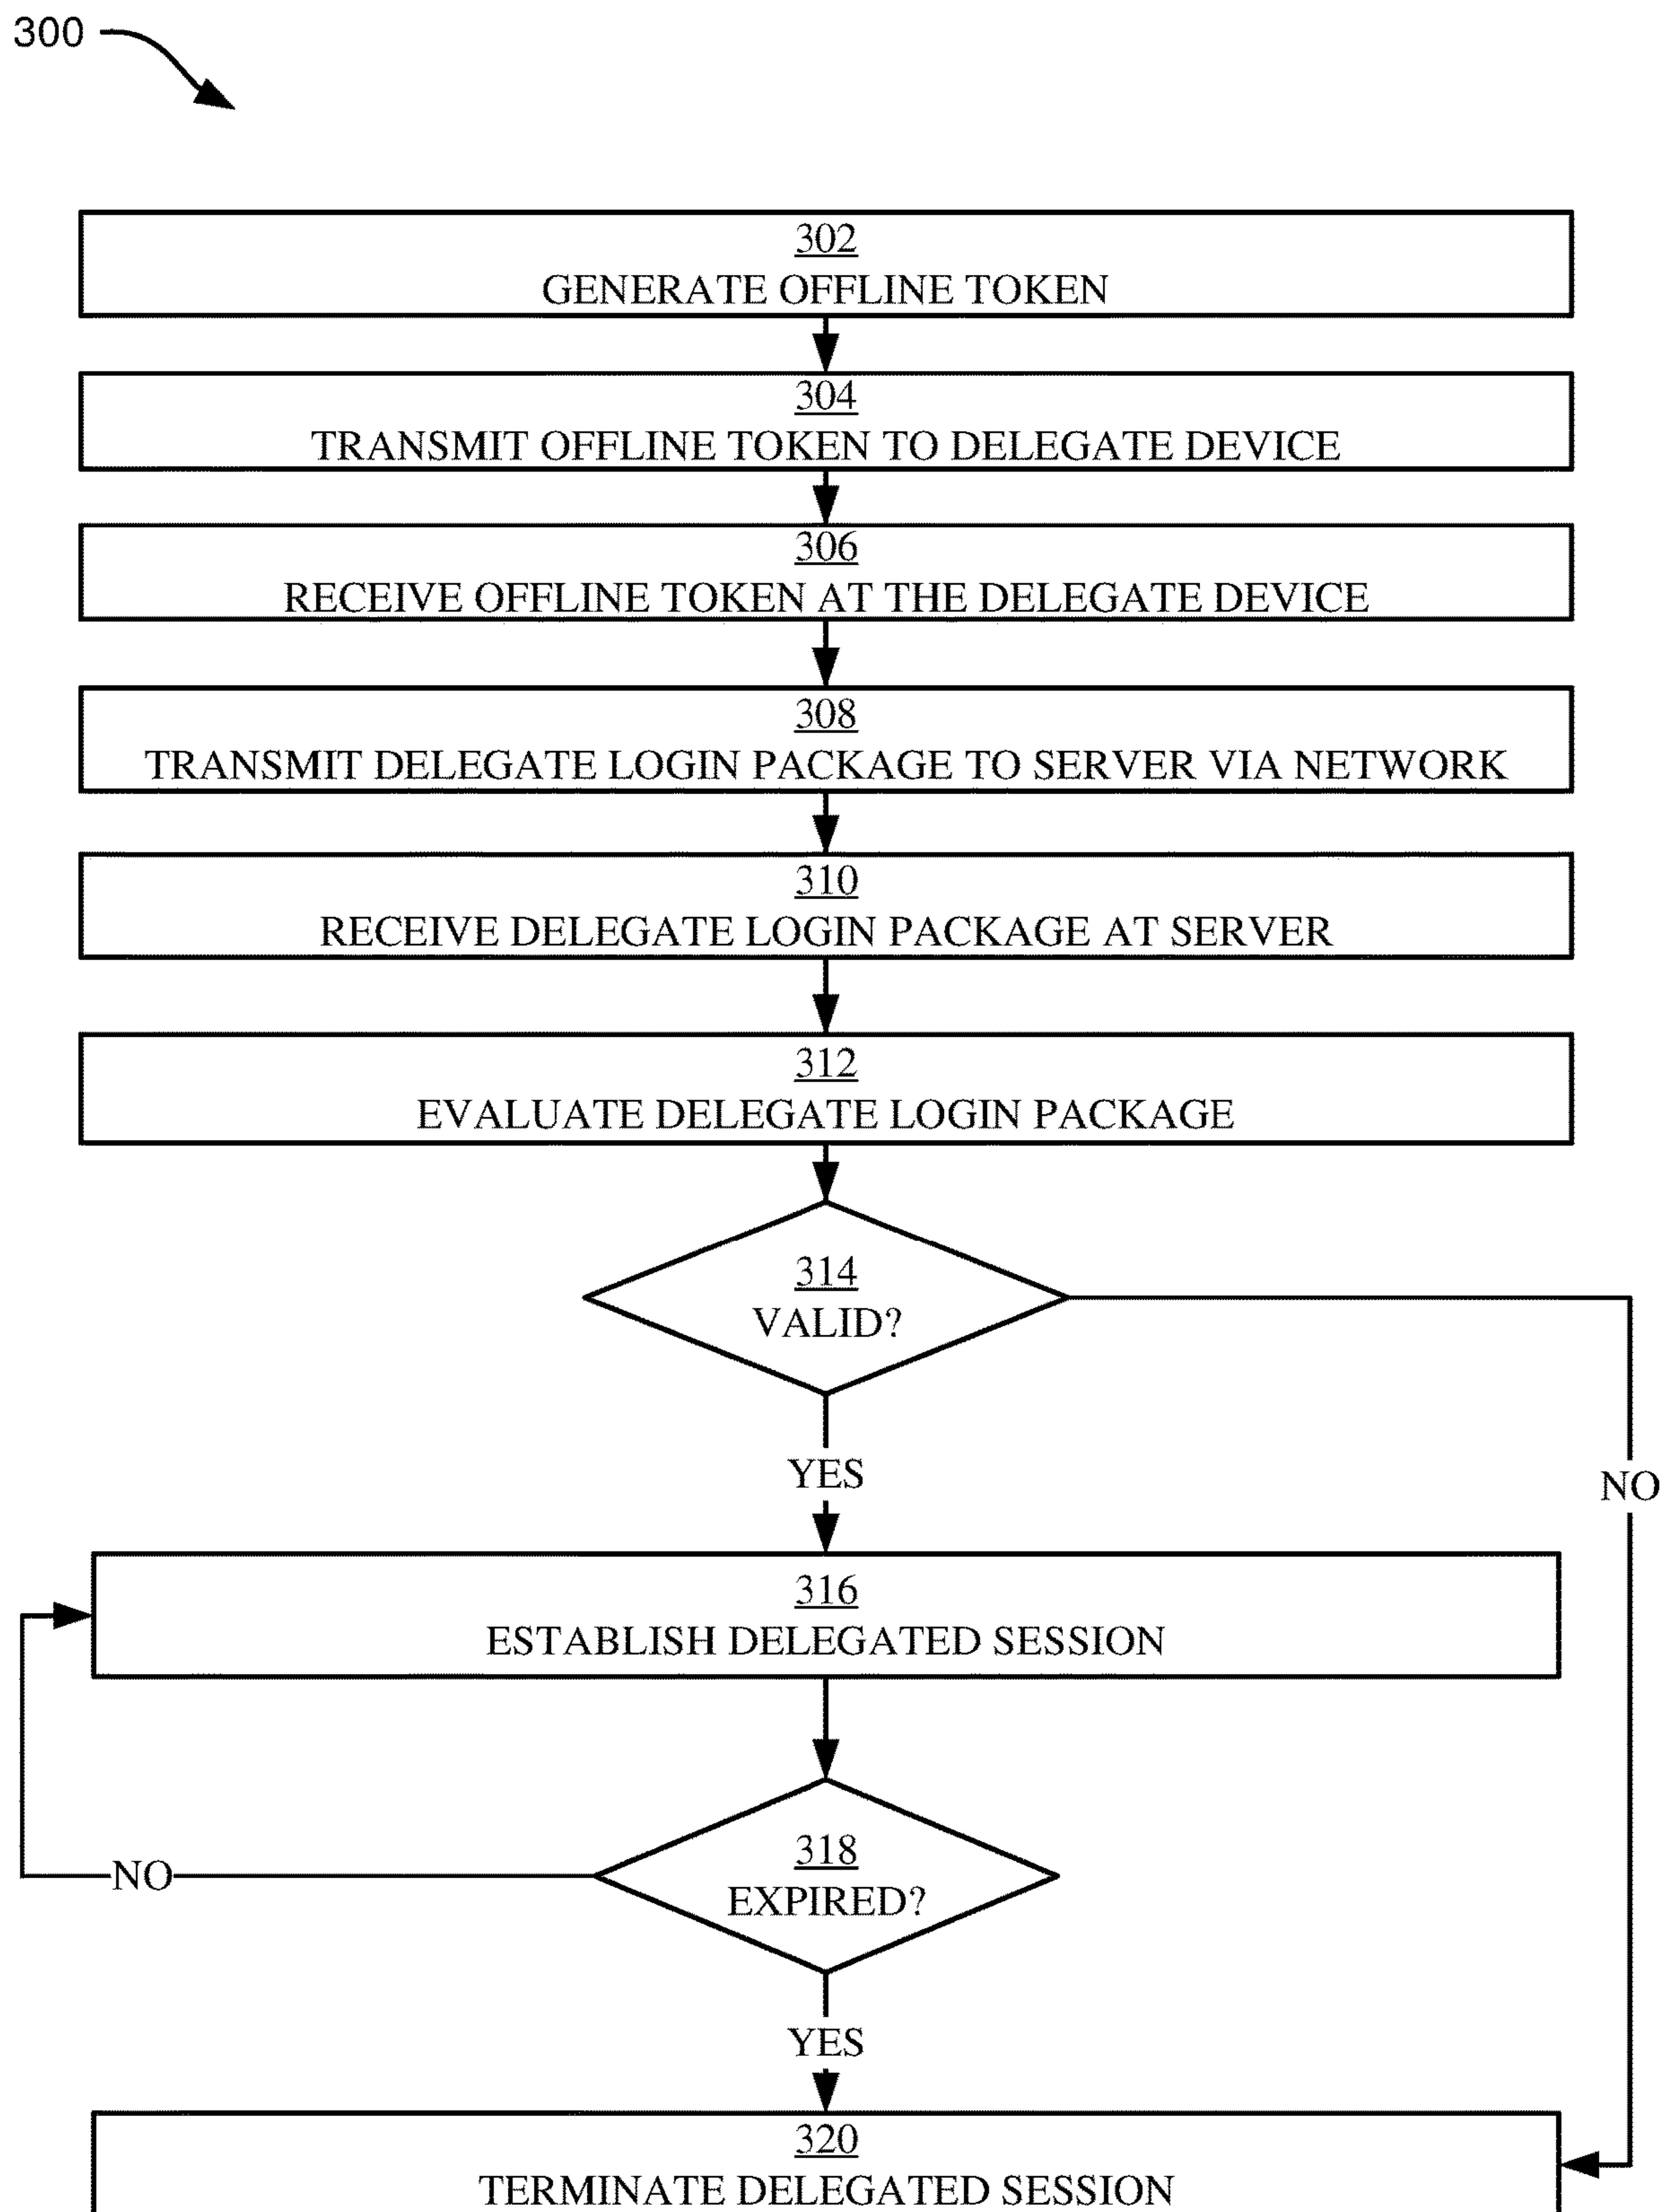 300
302
GENERATE OFFLINE TOKEN
304
TRANSMIT OFFLINE TOKEN TO DELEGATE DEVICE
306
RECEIVE OFFLINE TOKEN AT THE DELEGATE DEVICE
308
TRANSMIT DELEGATE LOGIN PACKAGE TO SERVER VIA NETWORK
310
RECEIVE DELEGATE LOGIN PACKAGE AT SERVER
312
EVALUATE DELEGATE LOGIN PACKAGE
314
VALID?
YES
NO
316
ESTABLISH DELEGATED SESSION
318
EXPIRED?
NO
YES
320
TERMINATE DELEGATED SESSION